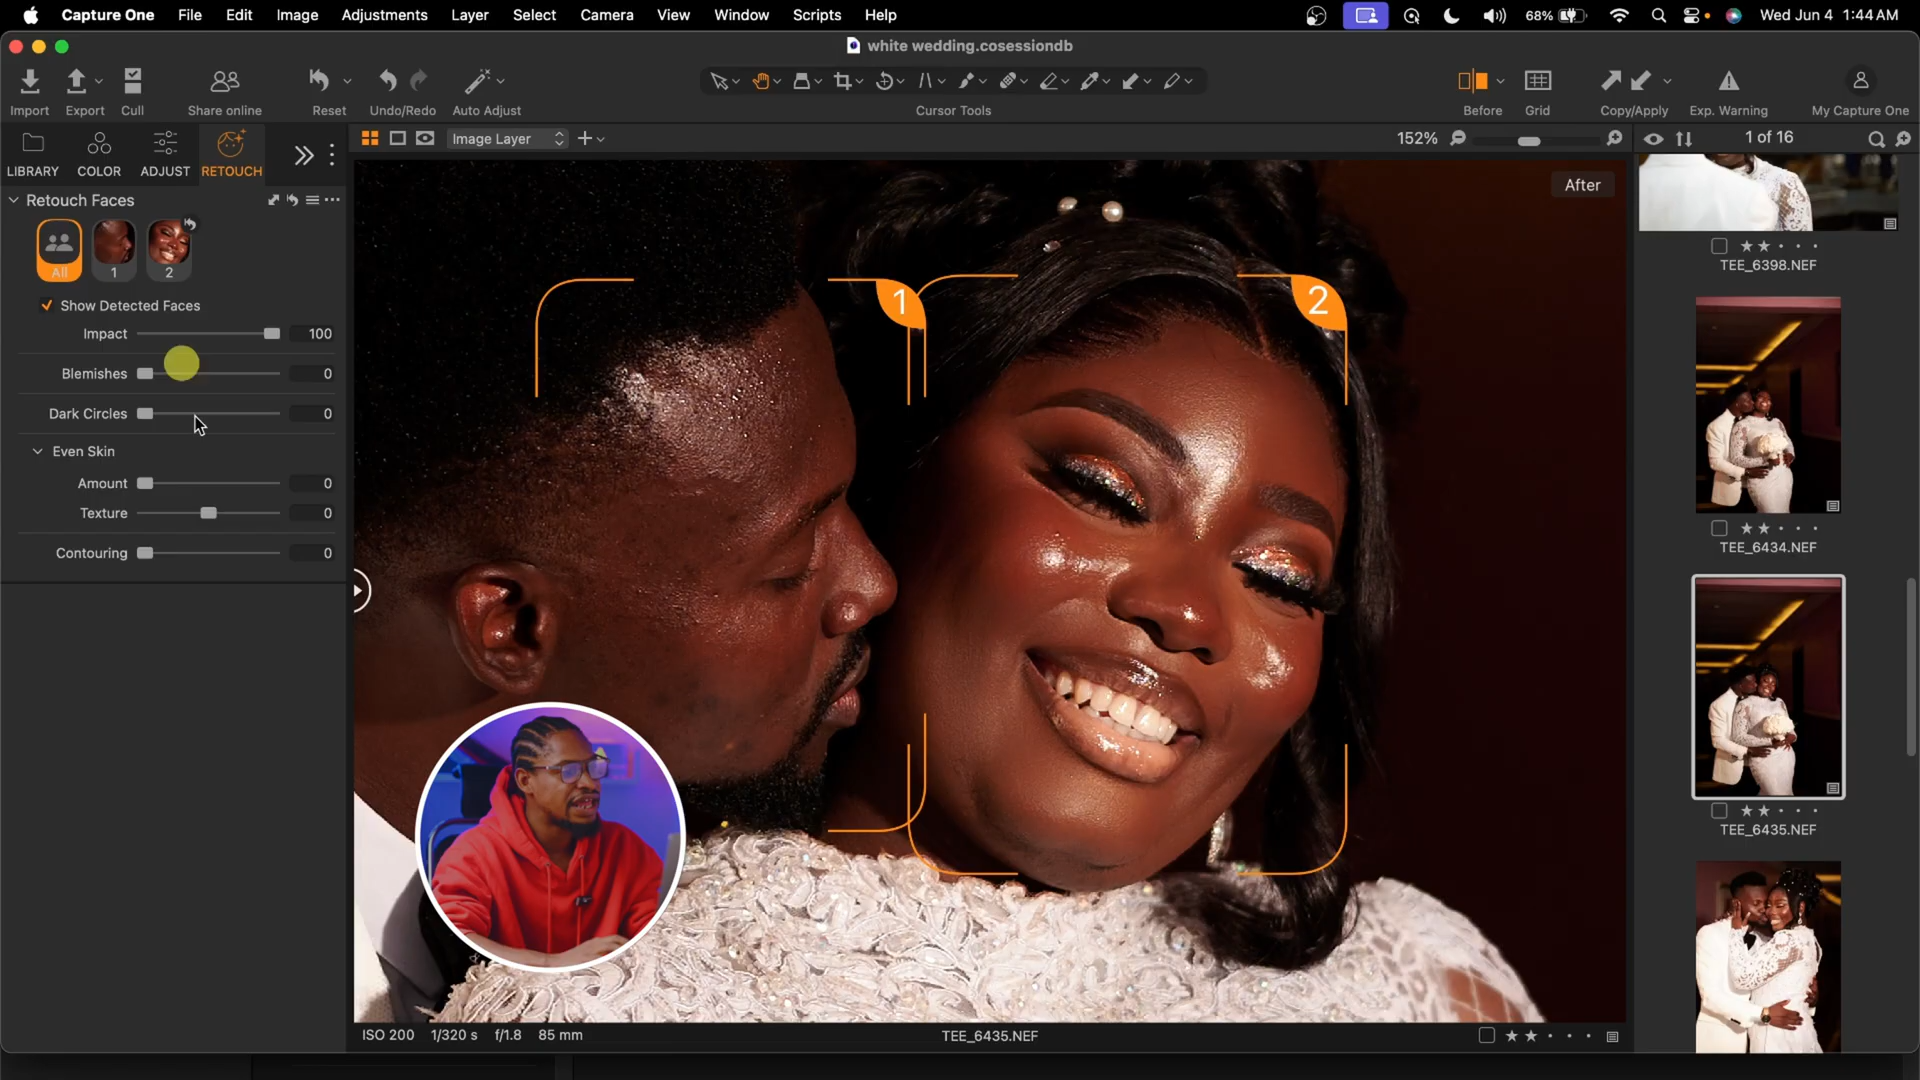 Capture One File Edit Image Adjustments Layer Select Camera View Window Scripts Help 68% Wed Jun 4 1:44 AM
white wedding.cosessiondb
Import Export Cull Share online Reset Undo/Redo Auto Adjust Cursor Tools Before Grid Copy/Apply Exp. Warning My Capture One
LIBRARY COLOR ADJUST RETOUCH
Image Layer
152%
1 of 16
Retouch Faces
All 1 2
Show Detected Faces
Impact 100
Blemishes 0
Dark Circles 0
Even Skin
Amount 0
Texture 0
Contouring 0
After
1
2
TEE_6398.NEF
TEE_6434.NEF
TEE_6435.NEF
ISO 200 1/320 s f/1.8 85 mm
TEE_6435.NEF